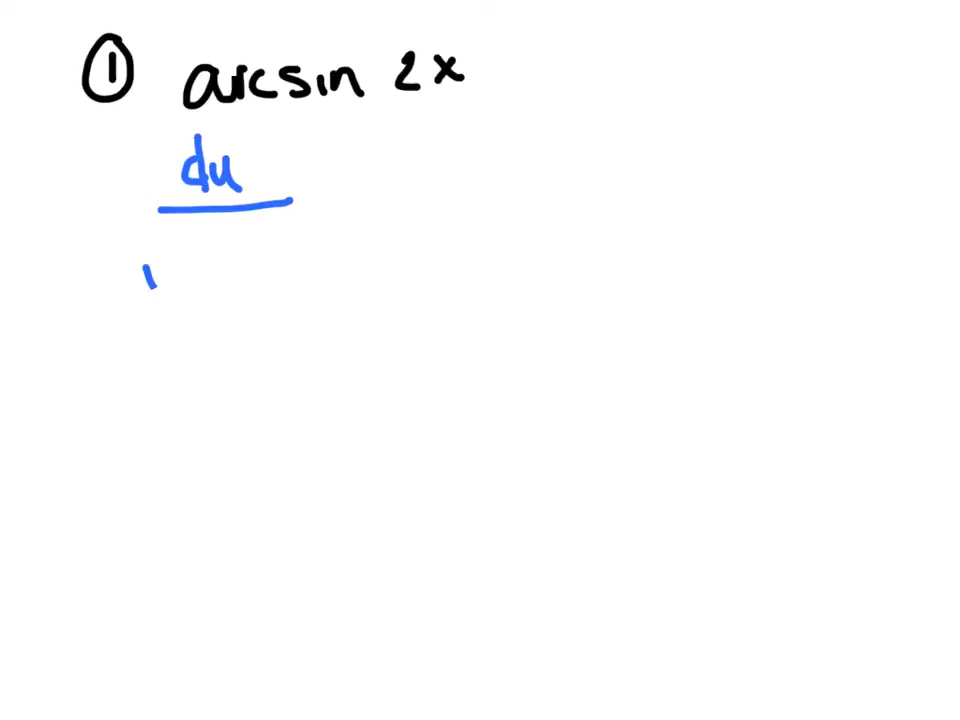 ① arcsin 2x
du